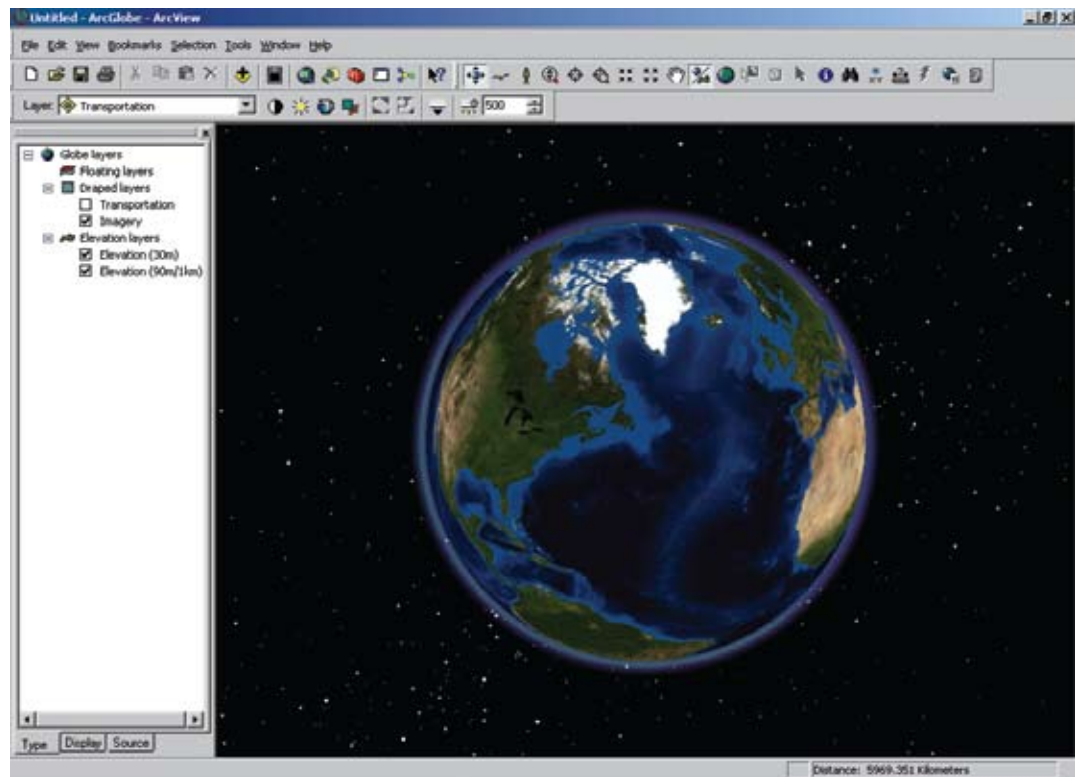 Untitled - ArcGlobe - ArcView
File Edit View Bookmarks Selection Tools Window Help
Layer: Transportation 500
Globe layers
Floating layers
Draped layers
Transportation
Imagery
Elevation layers
Elevation (30m)
Elevation (90m/1km)
Type Display Source
Distance: 5969.351 Kilometers